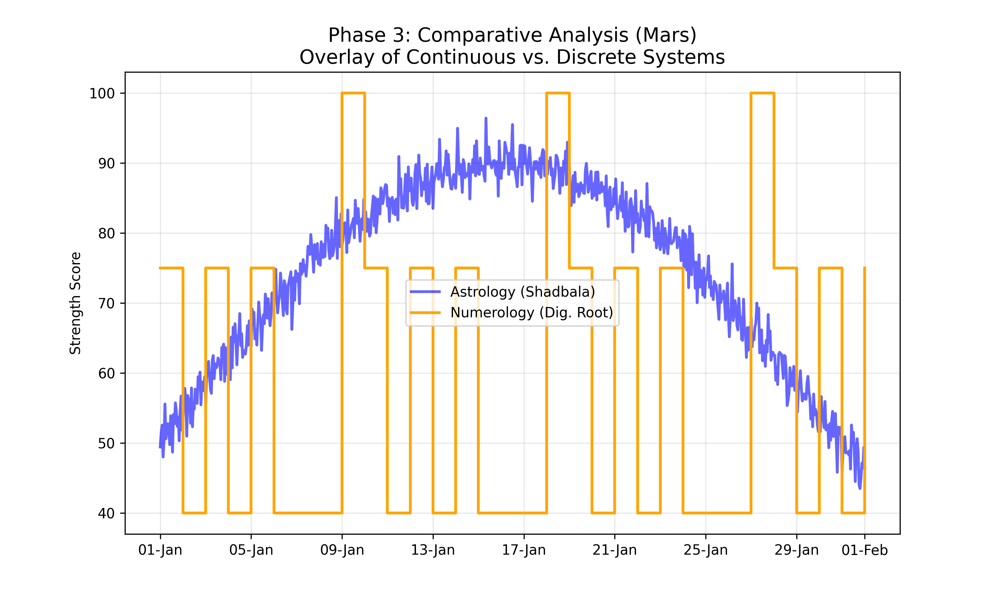 Phase 3: Comparative Analysis (Mars)
Overlay of Continuous vs. Discrete Systems
Strength Score
100
90
80
70
60
50
40
Astrology (Shadbala)
Numerology (Dig. Root)
01-Jan
05-Jan
09-Jan
13-Jan
17-Jan
21-Jan
25-Jan
29-Jan
01-Feb